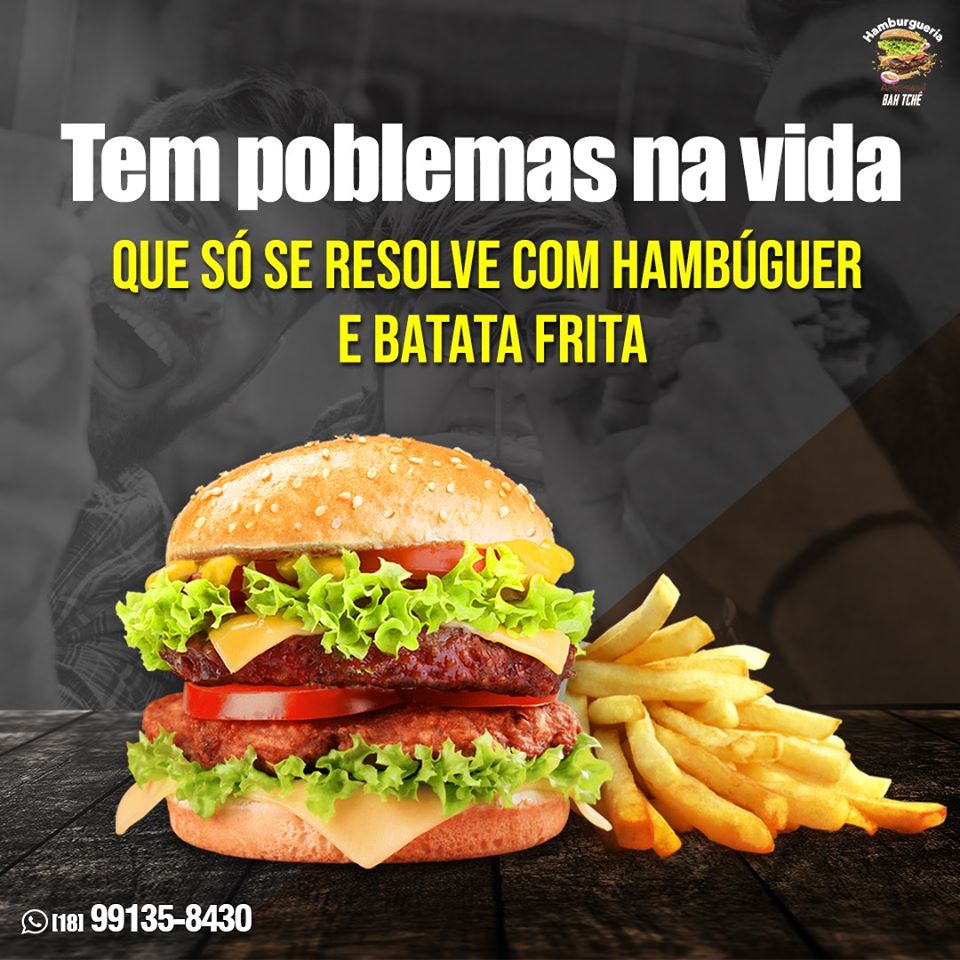 Hamburgueria
BAH TCHÊ
Tem poblemas na vida
QUE SÓ SE RESOLVE COM HAMBÚGUER
E BATATA FRITA
[18] 99135-8430